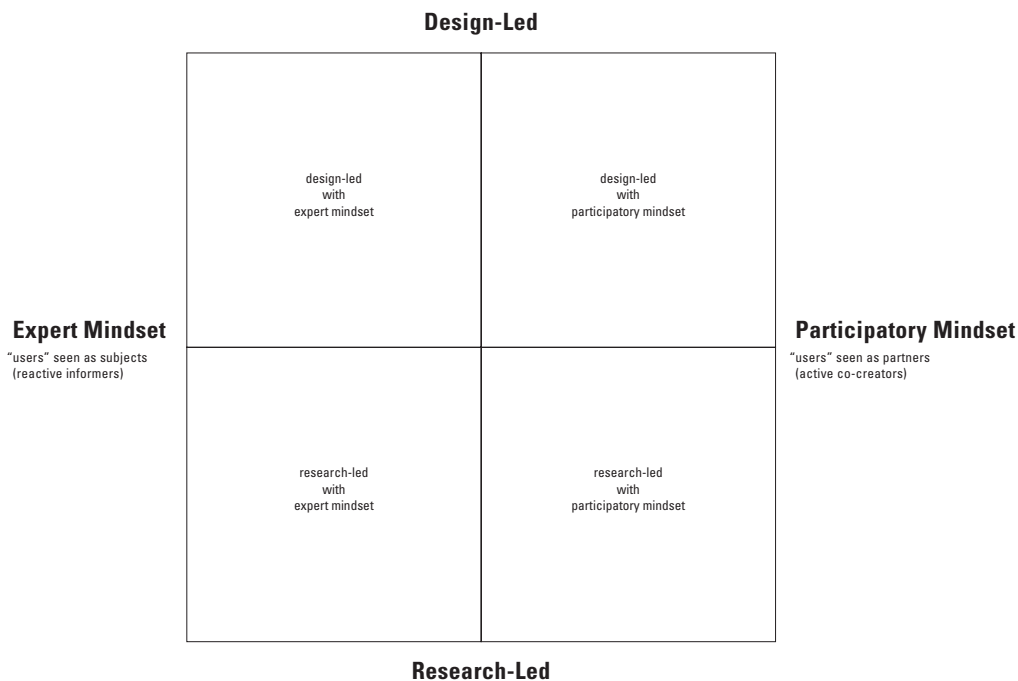 Design-Led
design-led
with
expert mindset
design-led
with
participatory mindset
Expert Mindset
“users” seen as subjects
(reactive informers)
Participatory Mindset
“users” seen as partners
(active co-creators)
research-led
with
expert mindset
research-led
with
participatory mindset
Research-Led